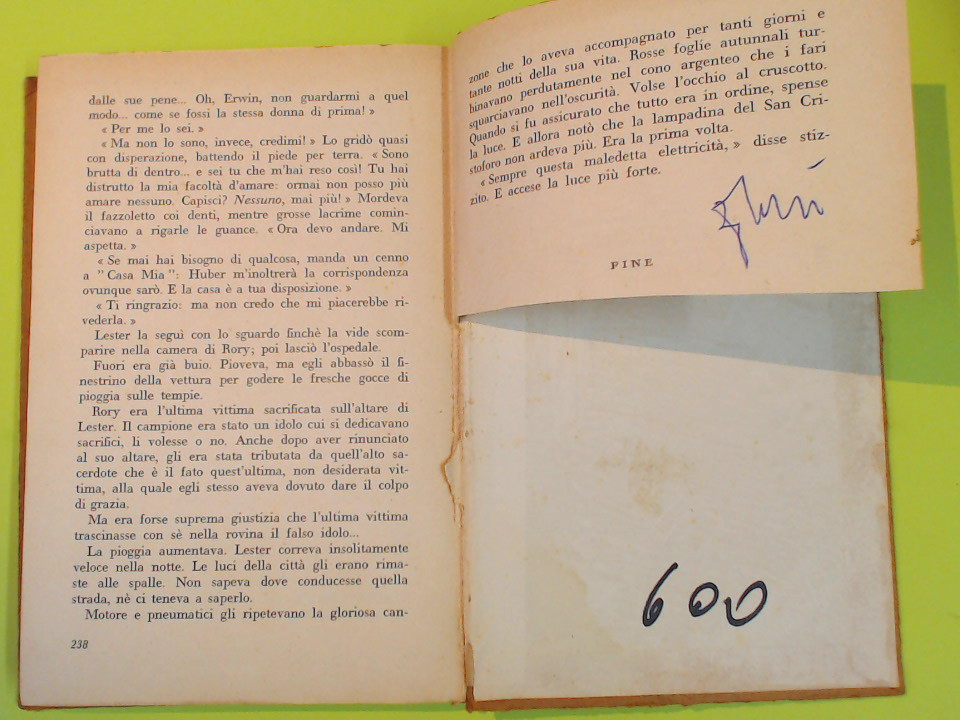 dalle sue pene... Oh, Erwin, non guardarmi a quel
modo... come se fossi la stessa donna di prima! »
« Per me lo sei. »
« Ma non lo sono, invece, credimi! » Lo gridò quasi
con disperazione, battendo il piede per terra. « Sono
brutta di dentro... e sei tu che m'hai reso così! Tu hai
distrutto la mia facoltà d'amare: ormai non posso più
amare nessuno. Capisci? Nessuno, mai più! » Mordeva
il fazzoletto coi denti, mentre grosse lacrime comin-
ciavano a rigarle le guance. « Ora devo andare. Mi
aspetta. »
« Se mai hai bisogno di qualcosa, manda un cenno
a " Casa Mia ": Huber m'inoltrerà la corrispondenza
ovunque sarò. E la casa è a tua disposizione. »
« Ti ringrazio: ma non credo che mi piacerebbe ri-
vederla. »
Lester la seguì con lo sguardo finchè la vide scom-
parire nella camera di Rory; poi lasciò l'ospedale.
Fuori era già buio. Pioveva, ma egli abbassò il fi-
nestrino della vettura per godere le fresche gocce di
pioggia sulle tempie.
Rory era l'ultima vittima sacrificata sull'altare di
Lester. Il campione era stato un idolo cui si dedicavano
sacrifici, li volesse o no. Anche dopo aver rinunciato
al suo altare, gli era stata tributata da quell'alto sa-
cerdote che è il fato quest'ultima, non desiderata vit-
tima, alla quale egli stesso aveva dovuto dare il colpo
di grazia.
Ma era forse suprema giustizia che l'ultima vittima
trascinasse con sè nella rovina il falso idolo...
La pioggia aumentava. Lester correva insolitamente
veloce nella notte. Le luci della città gli erano rima-
ste alle spalle. Non sapeva dove conducesse quella
strada, nè ci teneva a saperlo.
Motore e pneumatici gli ripetevano la gloriosa can-
238
zone che lo aveva accompagnato per tanti giorni e
tante notti della sua vita. Rosse foglie autunnali tur-
binavano perdutamente nel cono argenteo che i fari
squarciavano nell'oscurità. Volse l'occhio al cruscotto.
Quando si fu assicurato che tutto era in ordine, spense
la luce. E allora notò che la lampadina del San Cri-
stoforo non ardeva più. Era la prima volta.
« Sempre questa maledetta elettricità, » disse stiz-
zito. E accese la luce più forte.
FINE
600